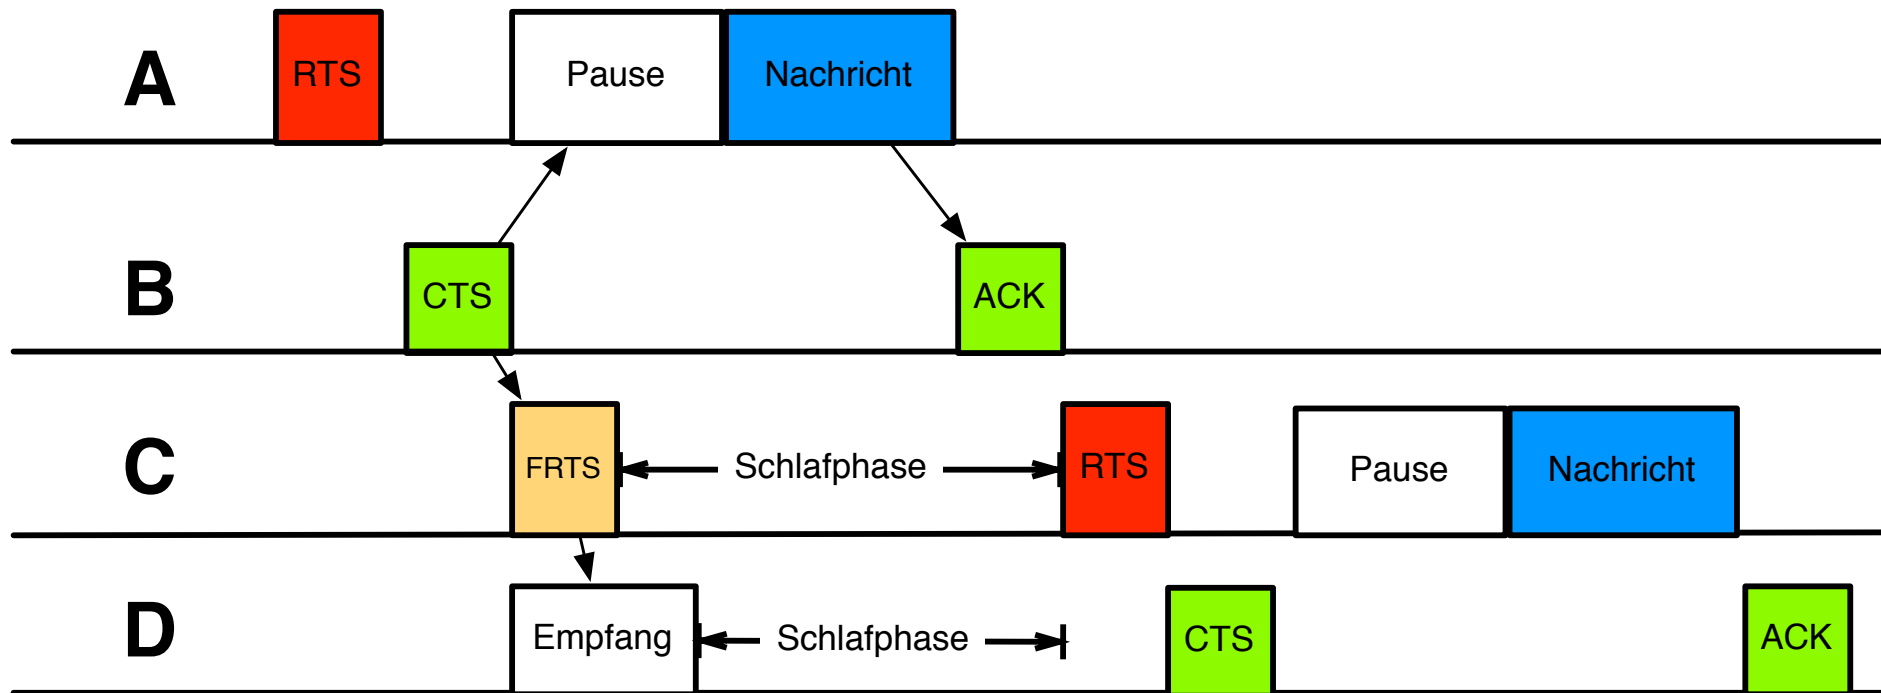 A
RTS
Pause
Nachricht
B
CTS
ACK
C
FRTS
Schlafphase
RTS
Pause
Nachricht
D
Empfang
Schlafphase
CTS
ACK